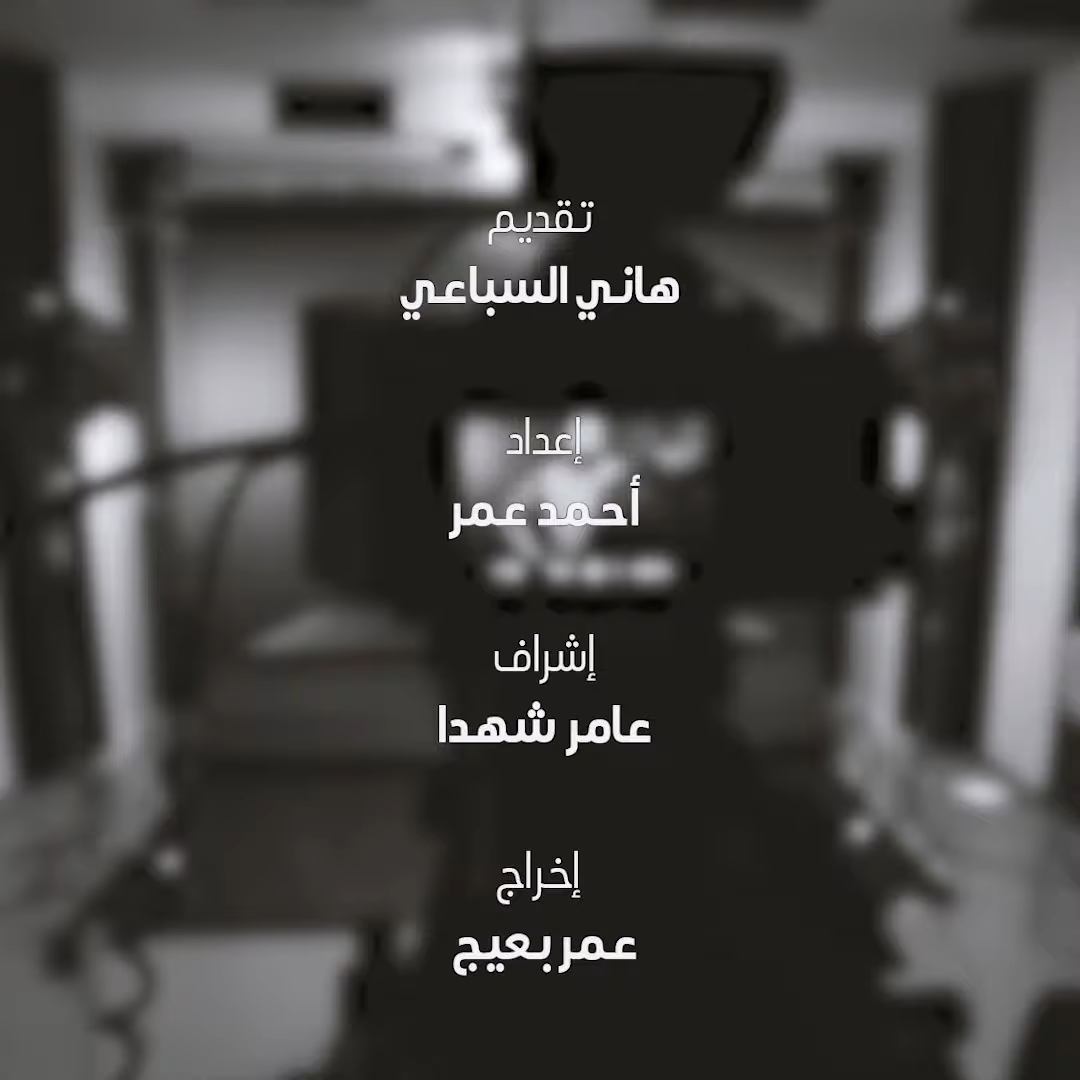 تقديم
هاني السباعي
إعداد
أحمد عمر
إشراف
عامر شهدا
إخراج
عمر بعيج